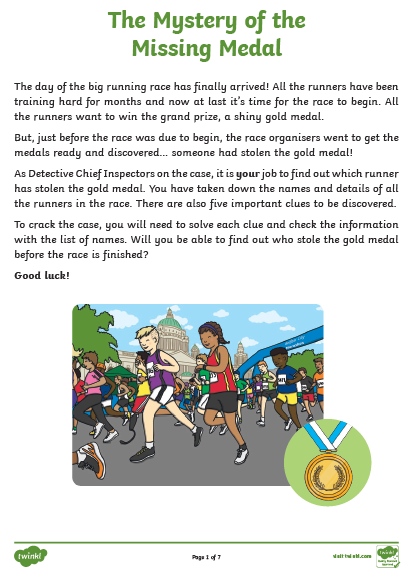 The Mystery of the
Missing Medal
The day of the big running race has finally arrived! All the runners have been
training hard for months and now at last it's time for the race to begin. All
the runners want to win the grand prize, a shiny gold medal.
But, just before the race was due to begin, the race organisers went to get the
medals ready and discovered... someone had stolen the gold medal!
As Detective Chief Inspectors on the case, it is your job to find out which runner
has stolen the gold medal. You have taken down the names and details of all
the runners in the race. There are also five important clues to be discovered.
To crack the case, you will need to solve each clue and check the information
with the list of names. Will you be able to find out who stole the gold medal
before the race is finished?
Good luck!
twinkl
Page 1 of 7
visit twinkl.com
twinkl